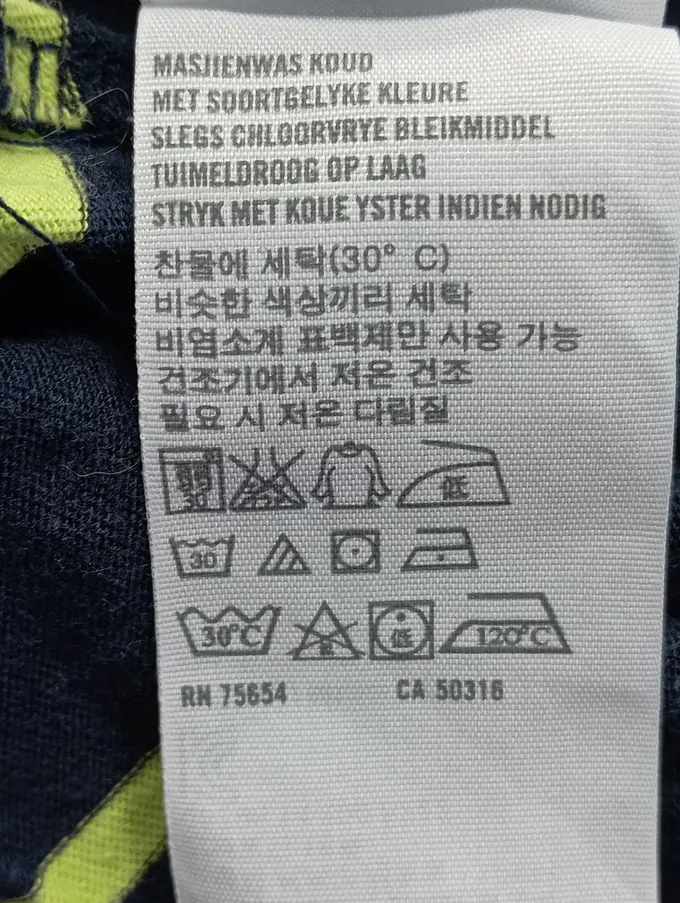 MASJIENWAS KOUD
MET SOORTGELYKE KLEURE
SLEGS CHLOORVRYE BLEIKMIDDEL
TUIMELDROOG OP LAAG
STRYK MET KOUE YSTER INDIEN NODIG
찬물에 세탁(30° C)
비슷한 색상끼리 세탁
비염소계 표백제만 사용 가능
건조기에서 저온 건조
필요 시 저온 다림질
30 低
30
30°C 低 120°C
RN 75654 CA 50316